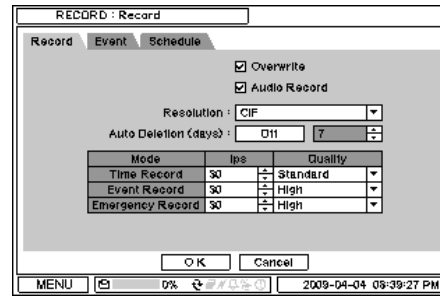 RECORD : Record
Record Event Schedule
Overwrite
Audio Record
Resolution : CIF
Auto Deletion (days) : Off 7
Mode Ips Quality
Time Record 30 Standard
Event Record 30 High
Emergency Record 30 High
OK Cancel
MENU 0% 2009-04-04 08:39:27 PM